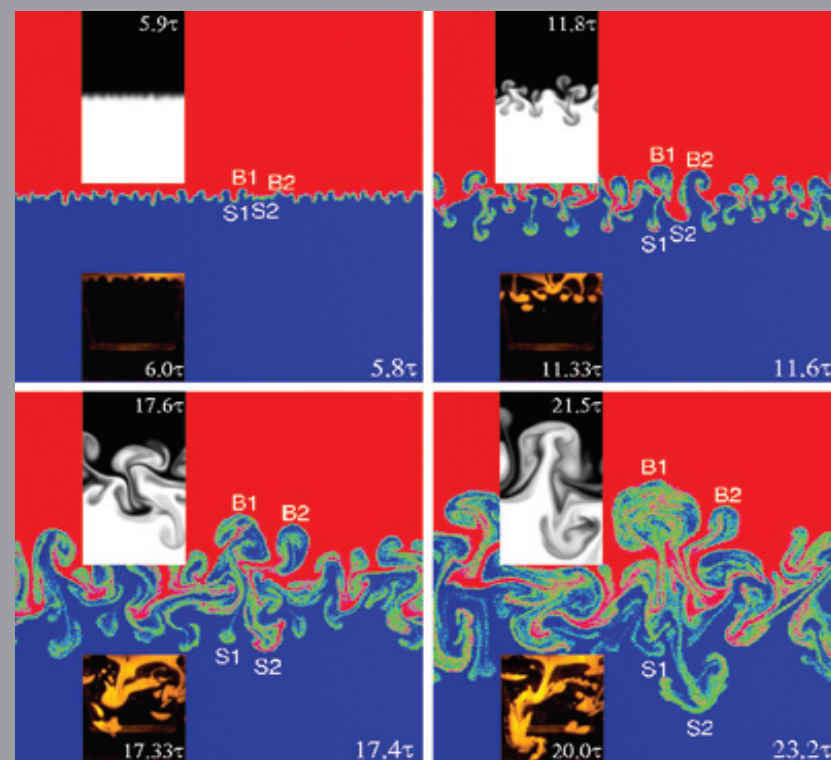 5.9τ
B1
B2
S1
S2
6.0τ
5.8τ
11.8τ
B1
B2
S1
S2
11.33τ
11.6τ
17.6τ
B1
B2
S1
S2
17.33τ
17.4τ
21.5τ
B1
B2
S1
S2
20.0τ
23.2τ